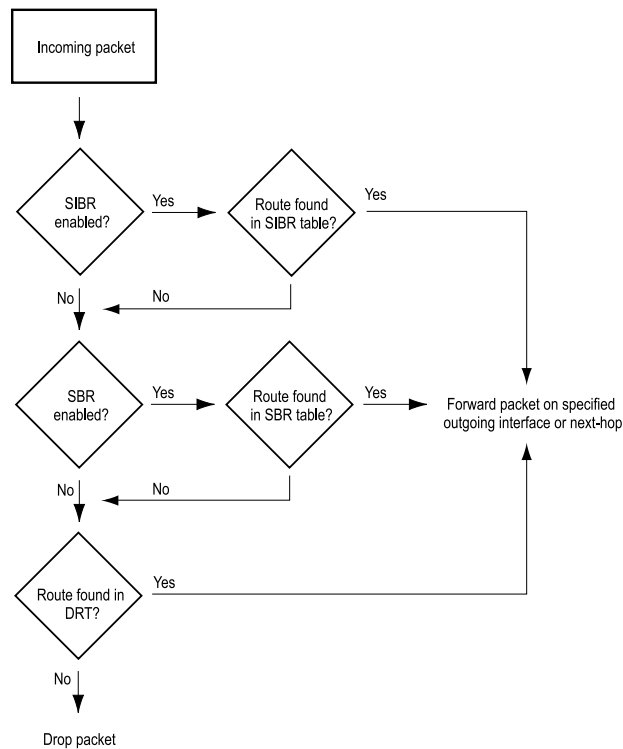 Incoming packet
SIBR
enabled?
Yes
Route found
in SIBR table?
Yes
No
No
SBR
enabled?
Yes
Route found
in SBR table?
Yes
Forward packet on specified
outgoing interface or next-hop
No
No
Route found in
DRT?
Yes
No
Drop packet